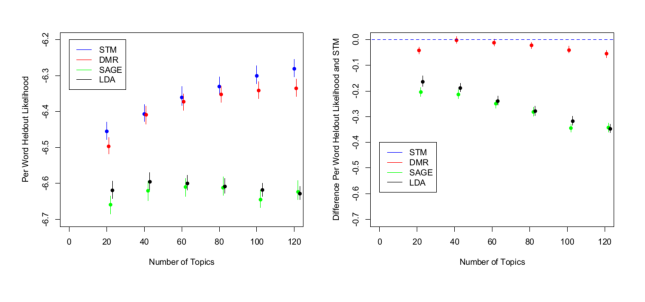 Per Word Heldout Likelihood
-6.2
-6.3
-6.4
-6.5
-6.6
-6.7
STM
DMR
SAGE
LDA
0
20
40
60
80
100
120
Number of Topics
Difference Per Word Heldout Likelihood and STM
0.0
-0.1
-0.2
-0.3
-0.4
-0.5
-0.6
-0.7
STM
DMR
SAGE
LDA
0
20
40
60
80
100
120
Number of Topics